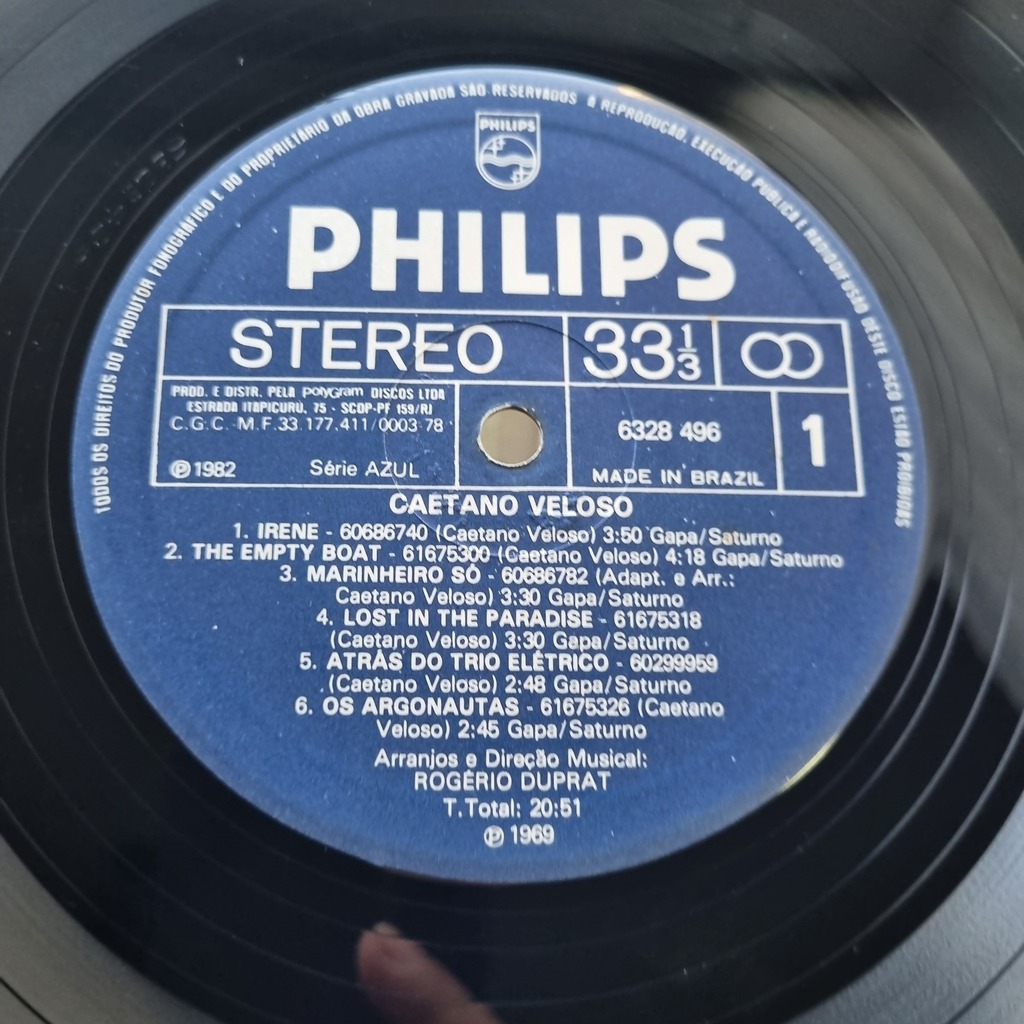 TODOS OS DIREITOS DO PRODUTOR FONOGRÁFICO E DO PROPRIETÁRIO DA OBRA GRAVADA SÃO RESERVADOS A REPRODUÇÃO, EXECUÇÃO PÚBLICA E RADIODIFUSÃO DESTE DISCO ESTÃO PROIBIDAS
PHILIPS
PHILIPS
STEREO
33 1/3
PROD. E DISTR. PELA polyGram DISCOS LTDA
ESTRADA ITAPICURU, 75 - SCOP-PF 159/RJ
C.G.C.-M.F.33.177.411/0003-78
℗1982 Série AZUL
6328 496
MADE IN BRAZIL
1
CAETANO VELOSO
1. IRENE - 60686740 (Caetano Veloso) 3:50 Gapa/Saturno
2. THE EMPTY BOAT - 61675300 (Caetano Veloso) 4:18 Gapa/Saturno
3. MARINHEIRO SÓ - 60686782 (Adapt. e Arr.:
Caetano Veloso) 3:30 Gapa/Saturno
4. LOST IN THE PARADISE - 61675318
(Caetano Veloso) 3:30 Gapa/Saturno
5. ATRÁS DO TRIO ELÉTRICO - 60299959
(Caetano Veloso) 2:48 Gapa/Saturno
6. OS ARGONAUTAS - 61675326 (Caetano
Veloso) 2:45 Gapa/Saturno
Arranjos e Direção Musical:
ROGÉRIO DUPRAT
T.Total: 20:51
℗ 1969